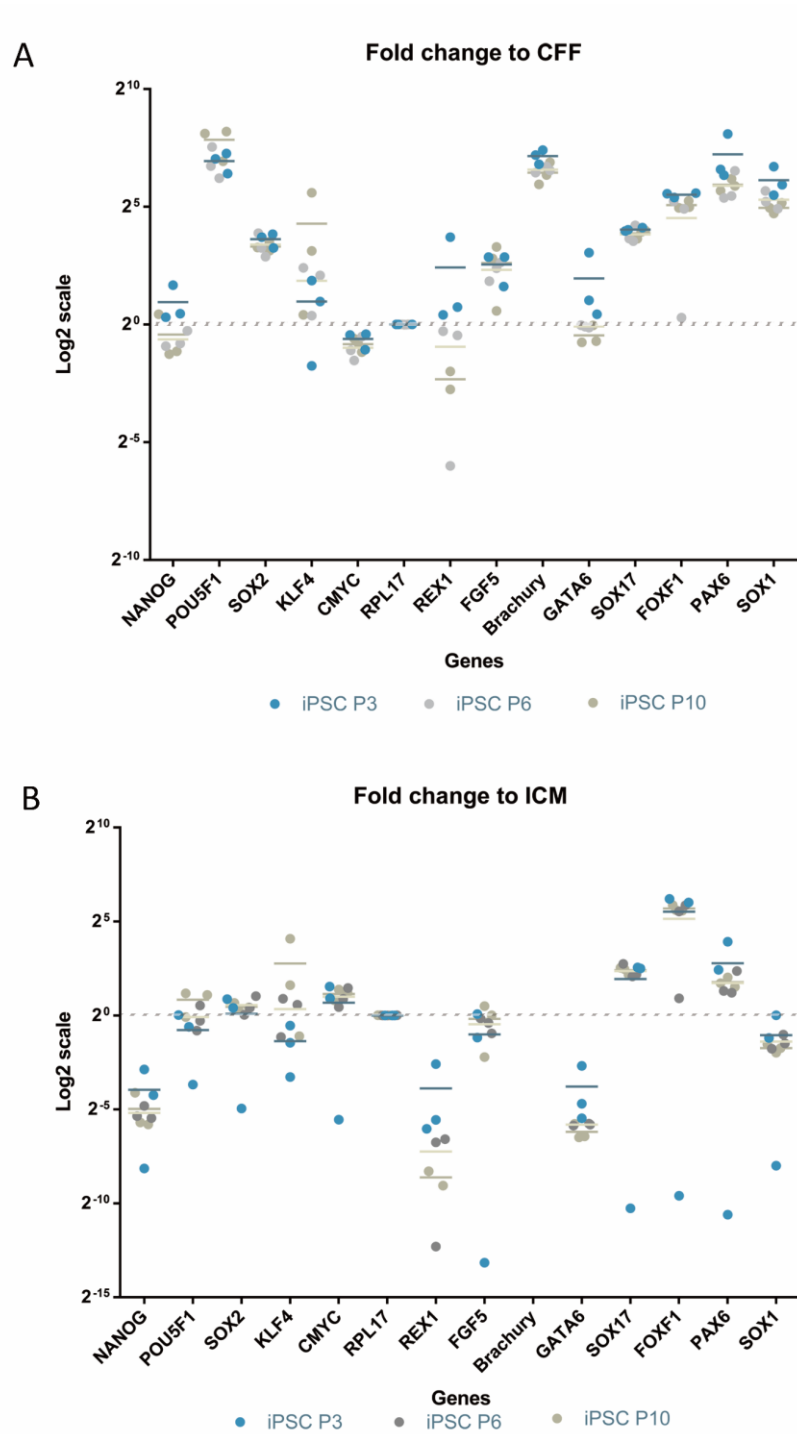 A
Fold change to CFF
Log2 scale
2^10
2^5
2^0
2^-5
2^-10
NANOG
POU5F1
SOX2
KLF4
CMYC
RPL17
REX1
FGF5
Brachury
GATA6
SOX17
FOXF1
PAX6
SOX1
Genes
iPSC P3 iPSC P6 iPSC P10
B
Fold change to ICM
Log2 scale
2^10
2^5
2^0
2^-5
2^-10
2^-15
NANOG
POU5F1
SOX2
KLF4
CMYC
RPL17
REX1
FGF5
Brachury
GATA6
SOX17
FOXF1
PAX6
SOX1
Genes
iPSC P3 iPSC P6 iPSC P10